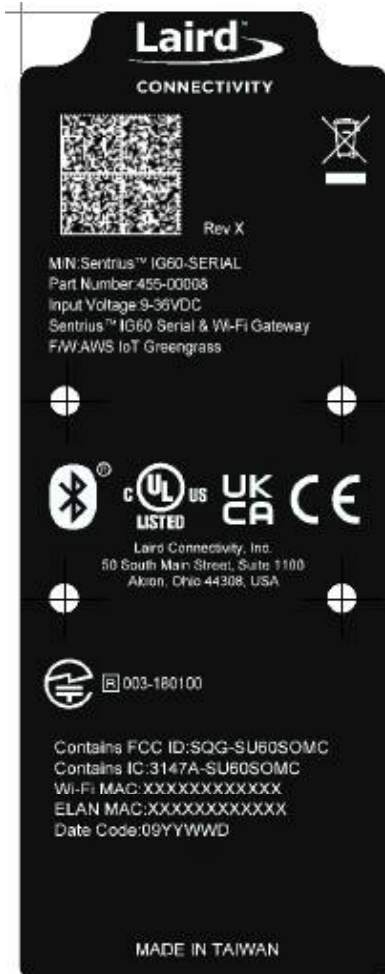 Laird™
CONNECTIVITY
Rev X
M/N:Sentrius™ IG60-SERIAL
Part Number:455-00008
Input Voltage:9-36VDC
Sentrius™ IG60 Serial & Wi-Fi Gateway
F/W:AWS IoT Greengrass
® C UL US LISTED UK CA CE
Laird Connectivity, Inc.
50 South Main Street, Suite 1100
Akron, Ohio 44308, USA
R 003-180100
Contains FCC ID:SQG-SU60SOMC
Contains IC:3147A-SU60SOMC
Wi-Fi MAC:XXXXXXXXXXXX
ELAN MAC:XXXXXXXXXXXX
Date Code:09YYWWD
MADE IN TAIWAN